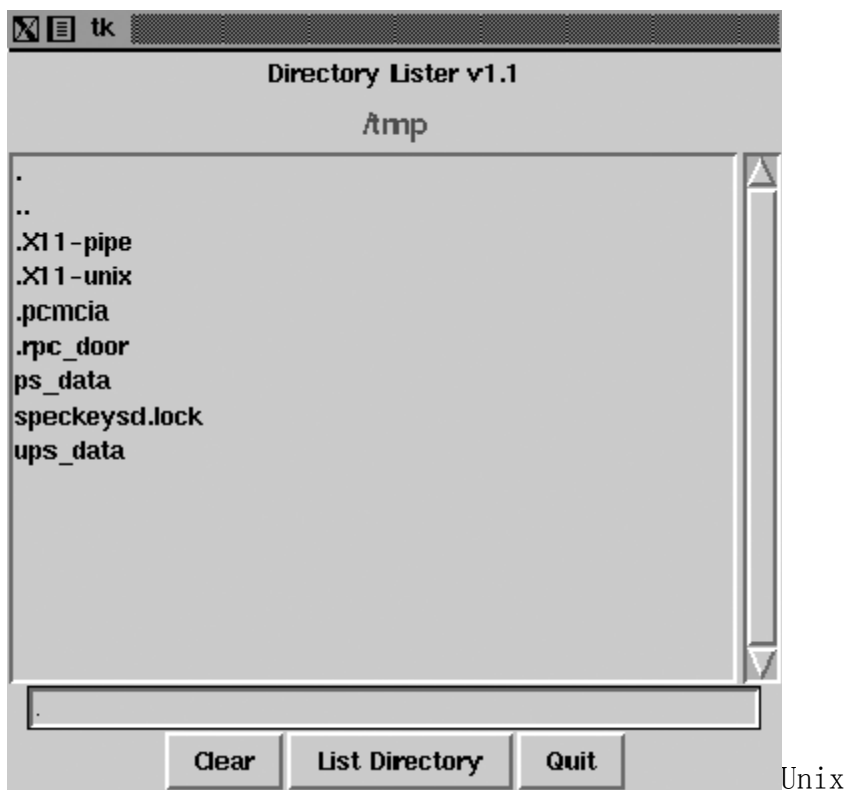 tk
Directory Lister v1.1
/tmp
.
..
.X11-pipe
.X11-unix
.pcmcia
.rpc_door
ps_data
speckeysd.lock
ups_data
.
Clear List Directory Quit
Unix